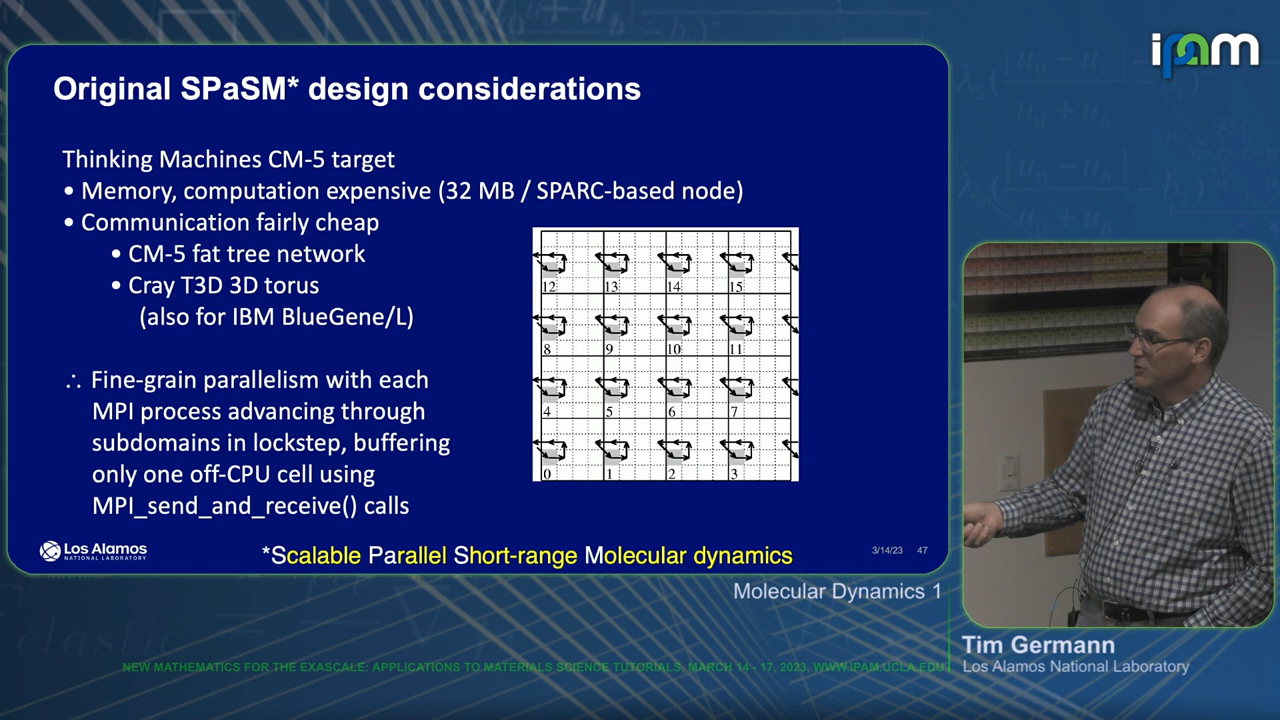 ipam
Original SPaSM* design considerations
Thinking Machines CM-5 target
• Memory, computation expensive (32 MB / SPARC-based node)
• Communication fairly cheap
• CM-5 fat tree network
• Cray T3D 3D torus
(also for IBM BlueGene/L)
∴ Fine-grain parallelism with each
MPI process advancing through
subdomains in lockstep, buffering
only one off-CPU cell using
MPI_send_and_receive() calls
12 13 14 15
8 9 10 11
4 5 6 7
0 1 2 3
Los Alamos
NATIONAL LABORATORY
*Scalable Parallel Short-range Molecular dynamics
3/14/23 47
Molecular Dynamics 1
Tim Germann
Los Alamos National Laboratory
NEW MATHEMATICS FOR THE EXASCALE: APPLICATIONS TO MATERIALS SCIENCE TUTORIALS, MARCH 14 - 17, 2023, WWW.IPAM.UCLA.EDU